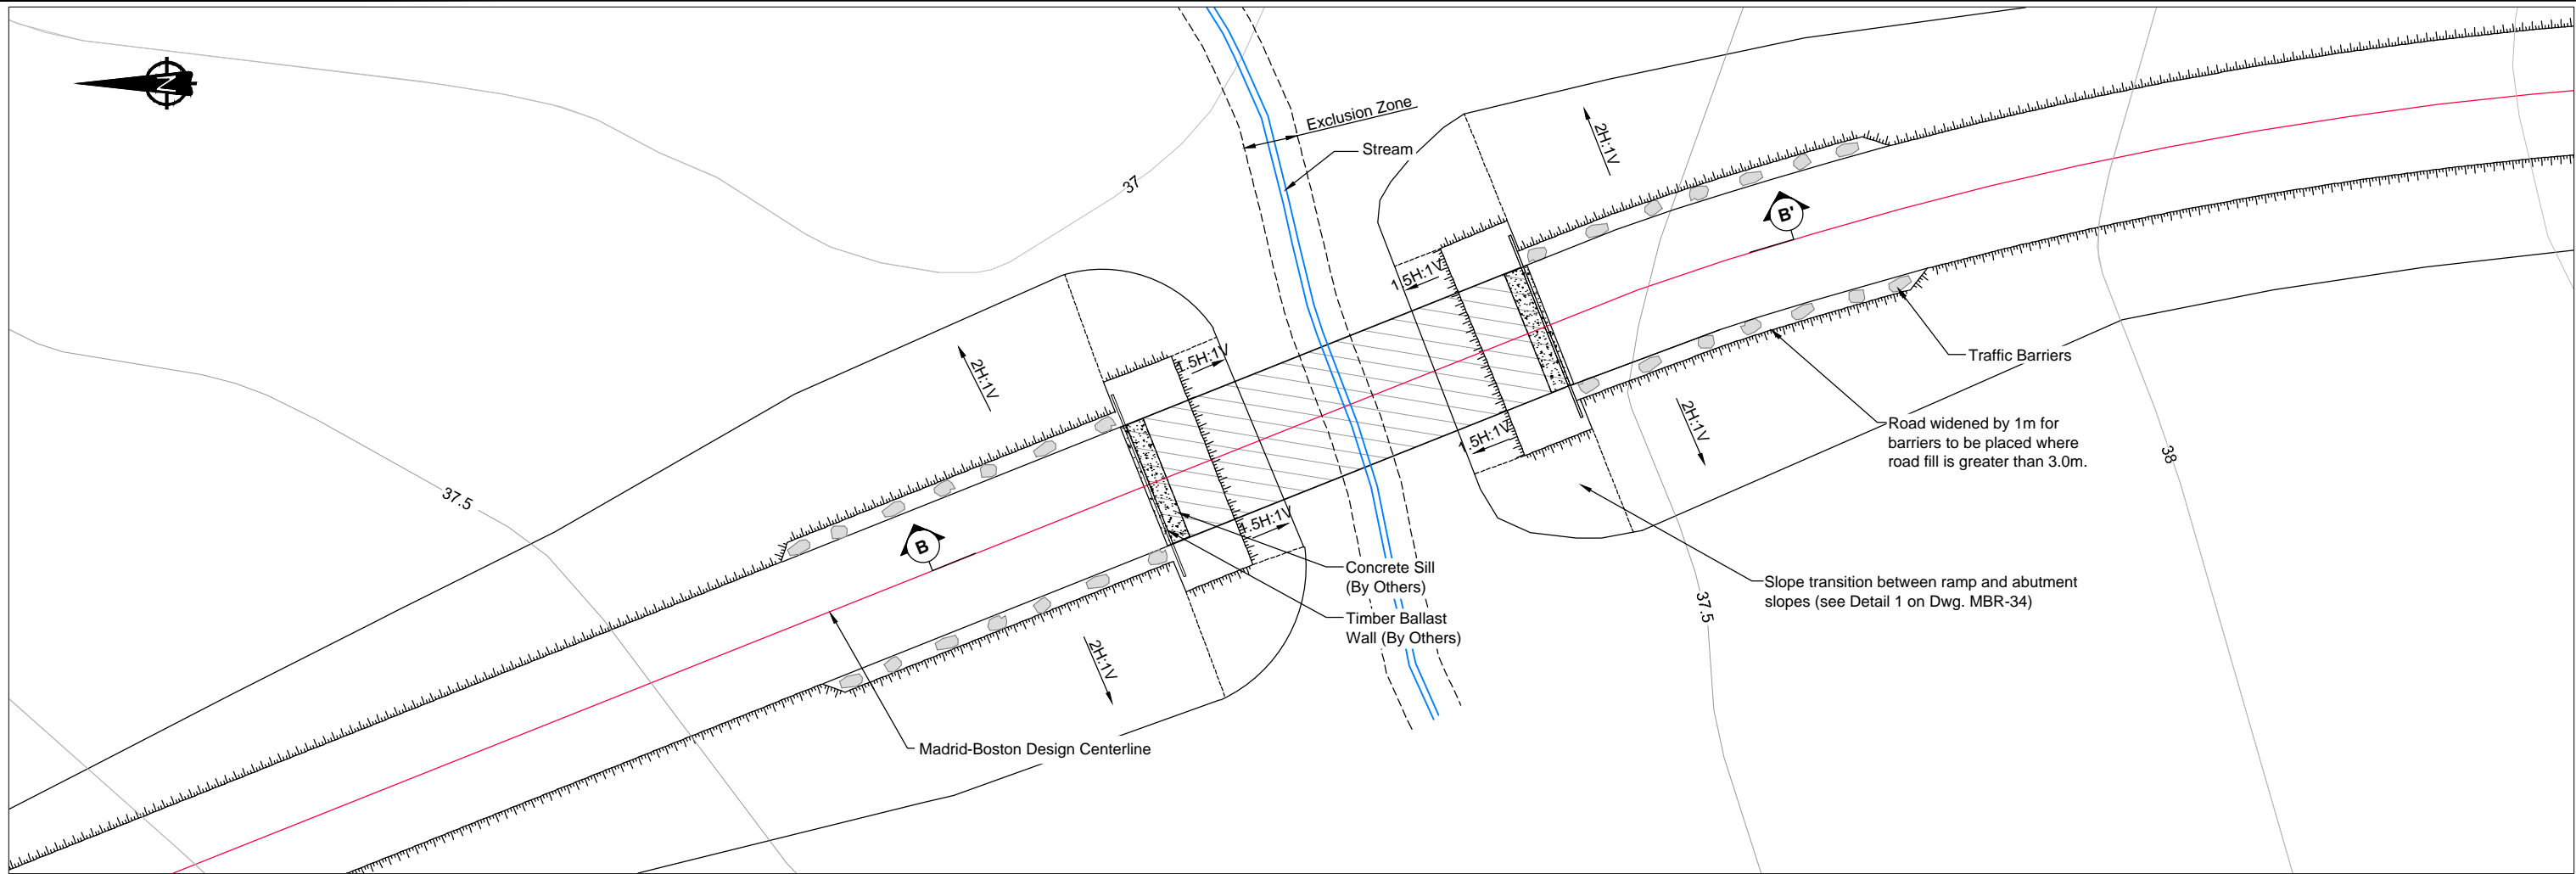 N
Exclusion Zone
Stream
37
2H:1V
B'
1.5H:1V
1.5H:1V
2H:1V
Traffic Barriers
Road widened by 1m for
barriers to be placed where
road fill is greater than 3.0m.
2H:1V
38
1.5H:1V
37.5
1.5H:1V
B
Concrete Sill
(By Others)
Timber Ballast
Wall (By Others)
Slope transition between ramp and abutment
slopes (see Detail 1 on Dwg. MBR-34)
37.5
2H:1V
Madrid-Boston Design Centerline